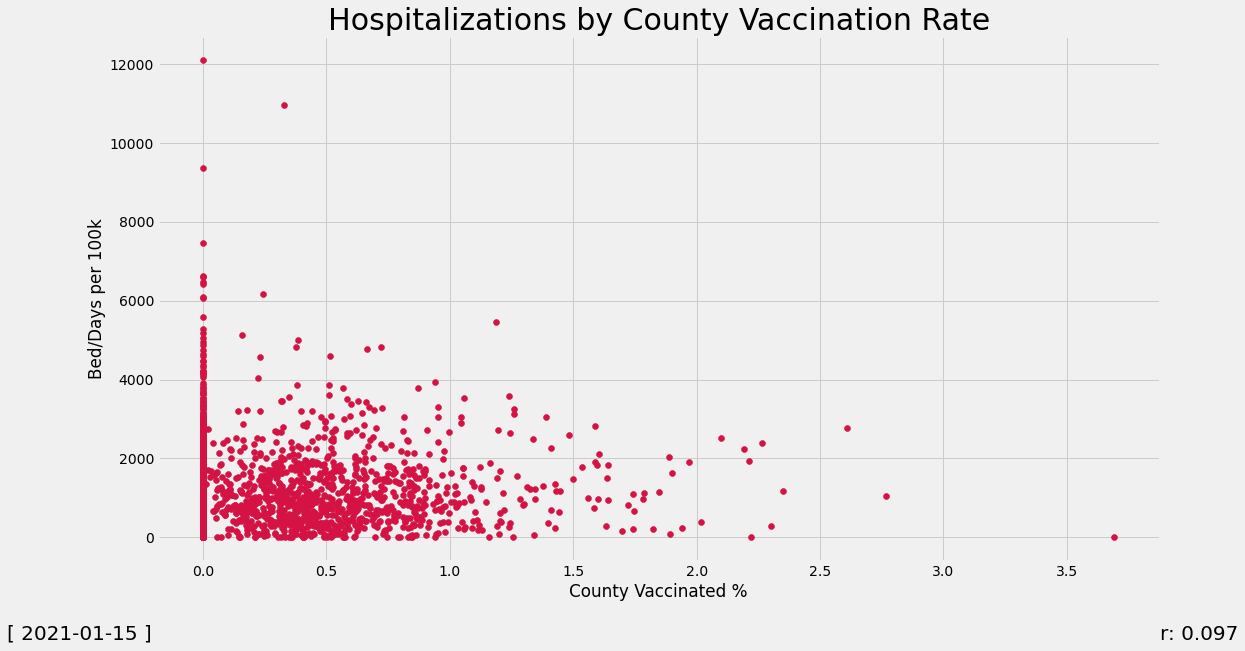 Hospitalizations by County Vaccination Rate
12000
10000
8000
6000
4000
2000
0
Bed/Days per 100k
0.0 0.5 1.0 1.5 2.0 2.5 3.0 3.5
County Vaccinated %
[ 2021-01-15 ]
r: 0.097